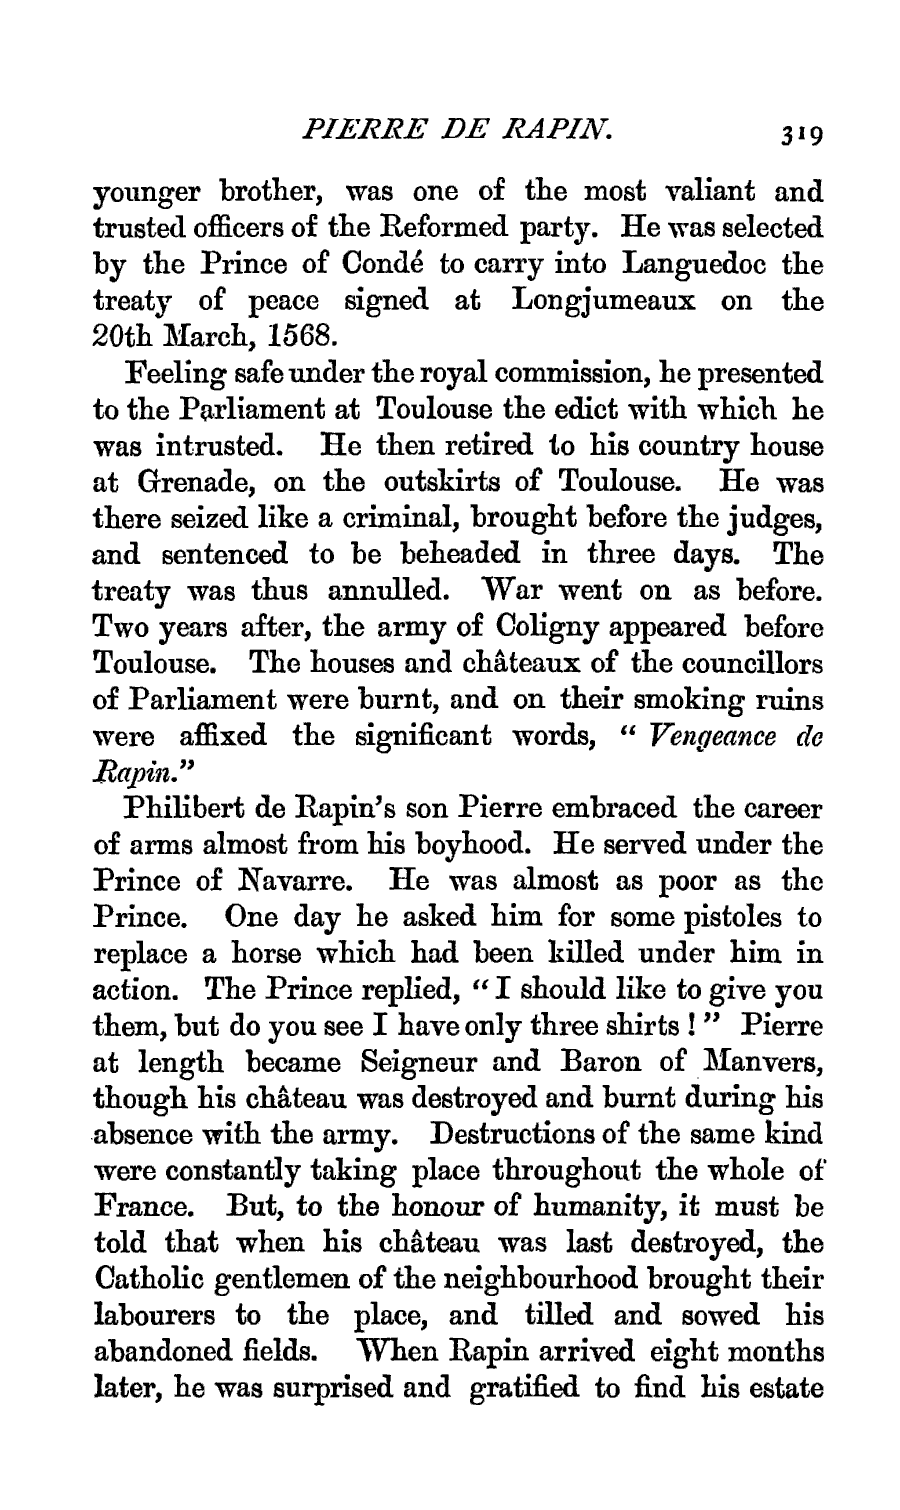 PIERRE DE RAPIN. 319
younger brother, was one of the most valiant and
trusted officers of the Reformed party. He was selected
by the Prince of Condé to carry into Languedoc the
treaty of peace signed at Longjumeaux on the
20th March, 1568.
Feeling safe under the royal commission, he presented
to the Parliament at Toulouse the edict with which he
was intrusted. He then retired to his country house
at Grenade, on the outskirts of Toulouse. He was
there seized like a criminal, brought before the judges,
and sentenced to be beheaded in three days. The
treaty was thus annulled. War went on as before.
Two years after, the army of Coligny appeared before
Toulouse. The houses and châteaux of the councillors
of Parliament were burnt, and on their smoking ruins
were affixed the significant words, “ Vengeance de
Rapin.”
Philibert de Rapin’s son Pierre embraced the career
of arms almost from his boyhood. He served under the
Prince of Navarre. He was almost as poor as the
Prince. One day he asked him for some pistoles to
replace a horse which had been killed under him in
action. The Prince replied, “ I should like to give you
them, but do you see I have only three shirts ! ” Pierre
at length became Seigneur and Baron of Manvers,
though his château was destroyed and burnt during his
absence with the army. Destructions of the same kind
were constantly taking place throughout the whole of
France. But, to the honour of humanity, it must be
told that when his château was last destroyed, the
Catholic gentlemen of the neighbourhood brought their
labourers to the place, and tilled and sowed his
abandoned fields. When Rapin arrived eight months
later, he was surprised and gratified to find his estate